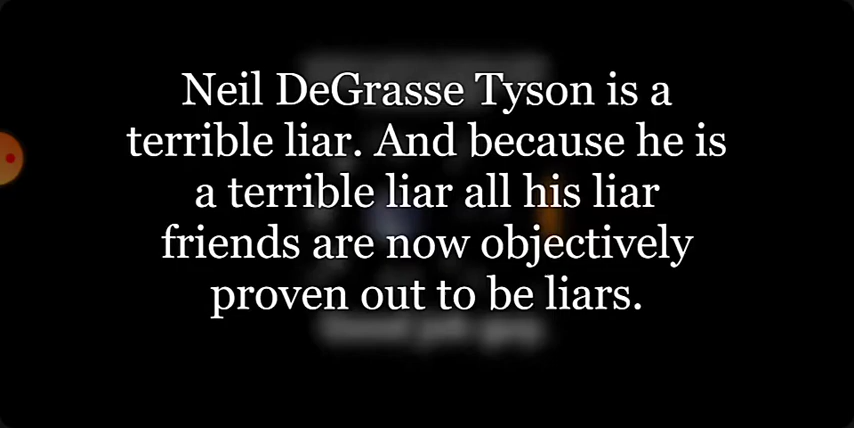 Neil DeGrasse Tyson is a
terrible liar. And because he is
a terrible liar all his liar
friends are now objectively
proven out to be liars.